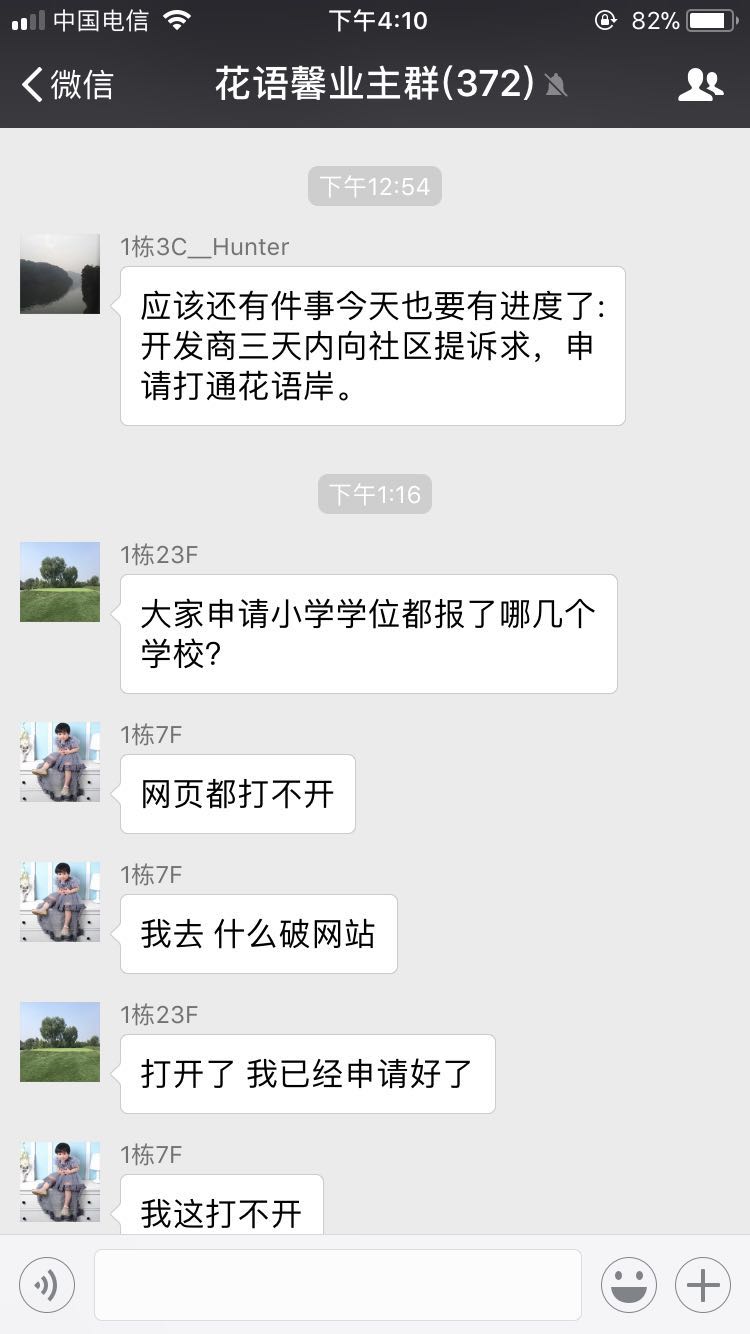 中国电信 下午4:10 82%
微信 花语馨业主群(372)
下午12:54
1栋3C__Hunter
应该还有件事今天也要有进度了:
开发商三天内向社区提诉求，申
请打通花语岸。
下午1:16
1栋23F
大家申请小学学位都报了哪几个
学校?
1栋7F
网页都打不开
1栋7F
我去 什么破网站
1栋23F
打开了 我已经申请好了
1栋7F
我这打不开